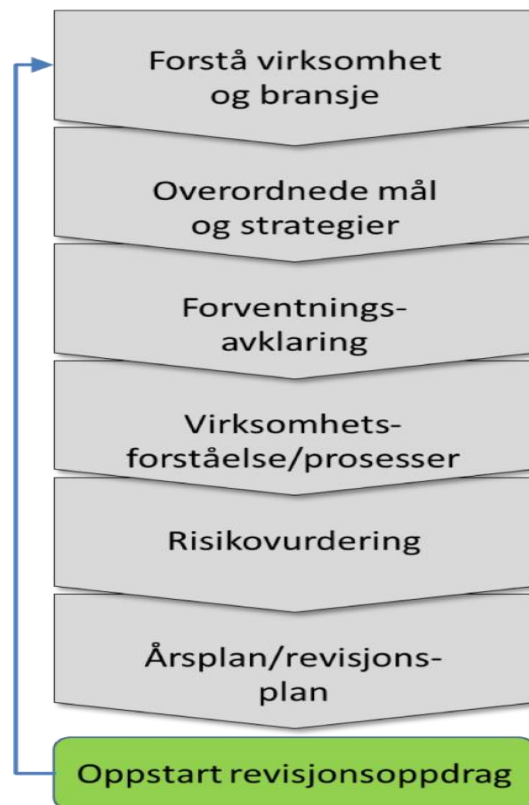 Forstå virksomhet
og bransje
Overordnede mål
og strategier
Forventnings-
avklaring
Virksomhets-
forståelse/prosesser
Risikovurdering
Årsplan/revisjons-
plan
Oppstart revisjonsoppdrag